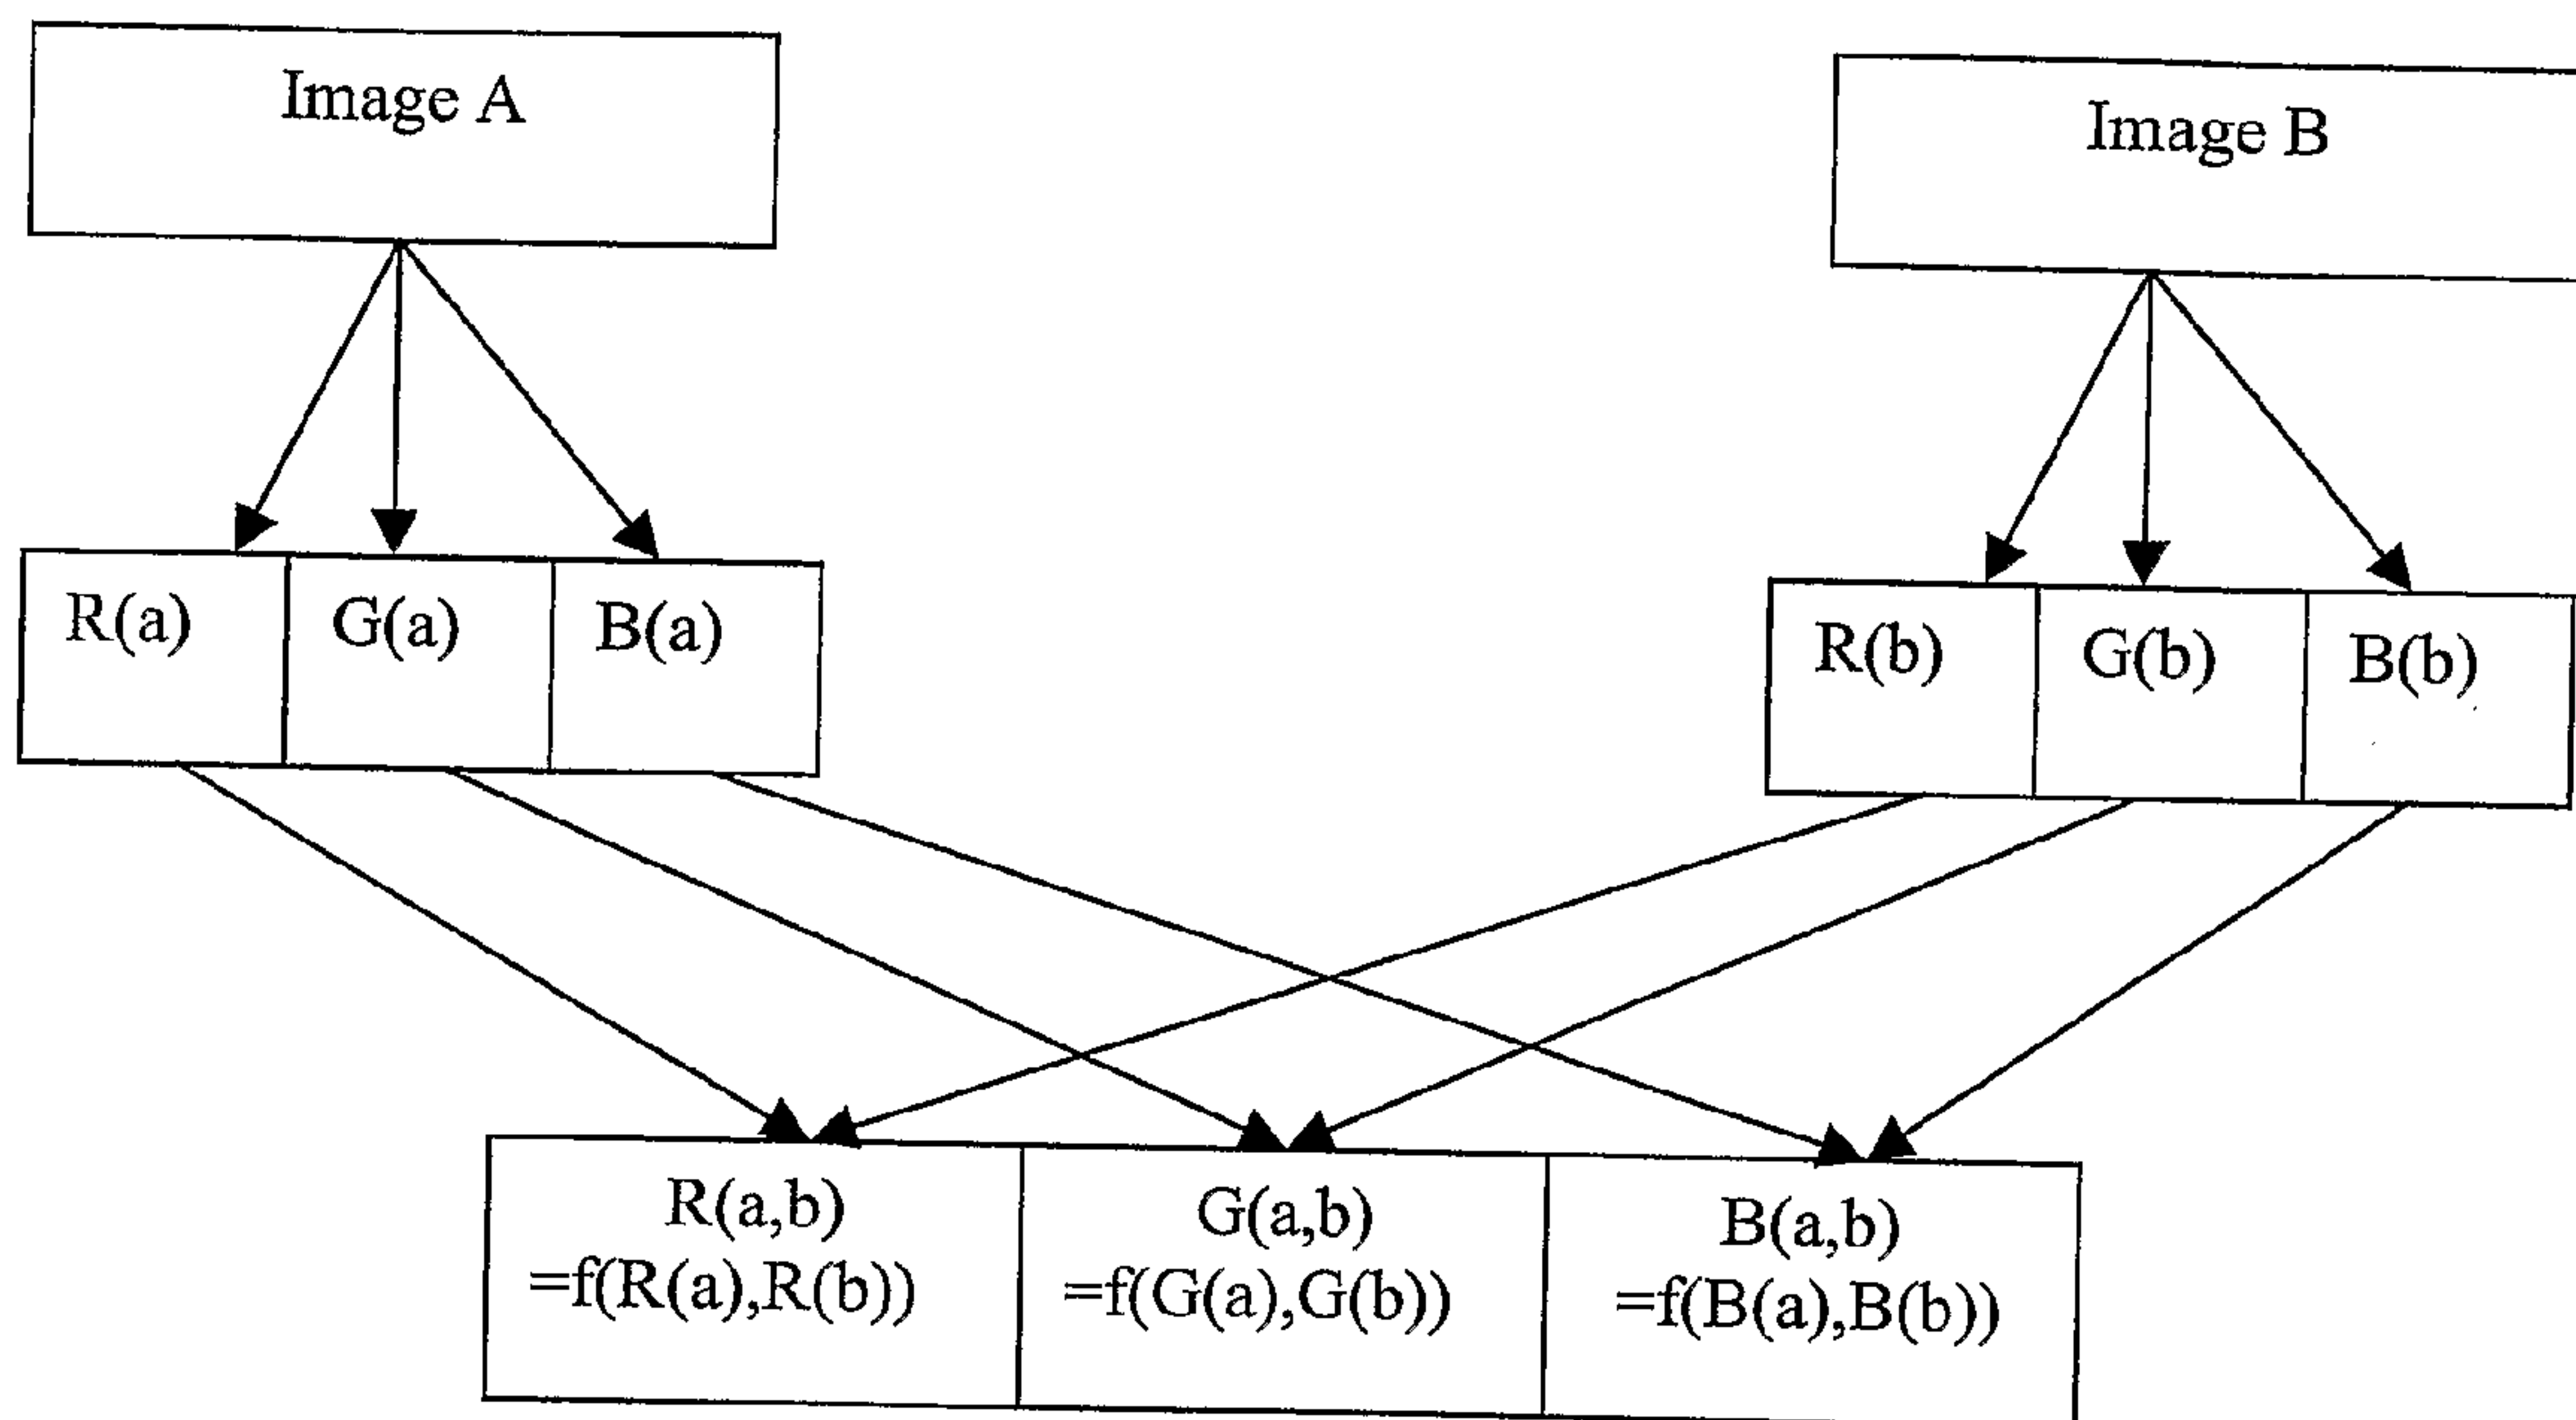 Image A
Image B
R(a)
G(a)
B(a)
R(b)
G(b)
B(b)
R(a,b)
=f(R(a),R(b))
G(a,b)
=f(G(a),G(b))
B(a,b)
=f(B(a),B(b))